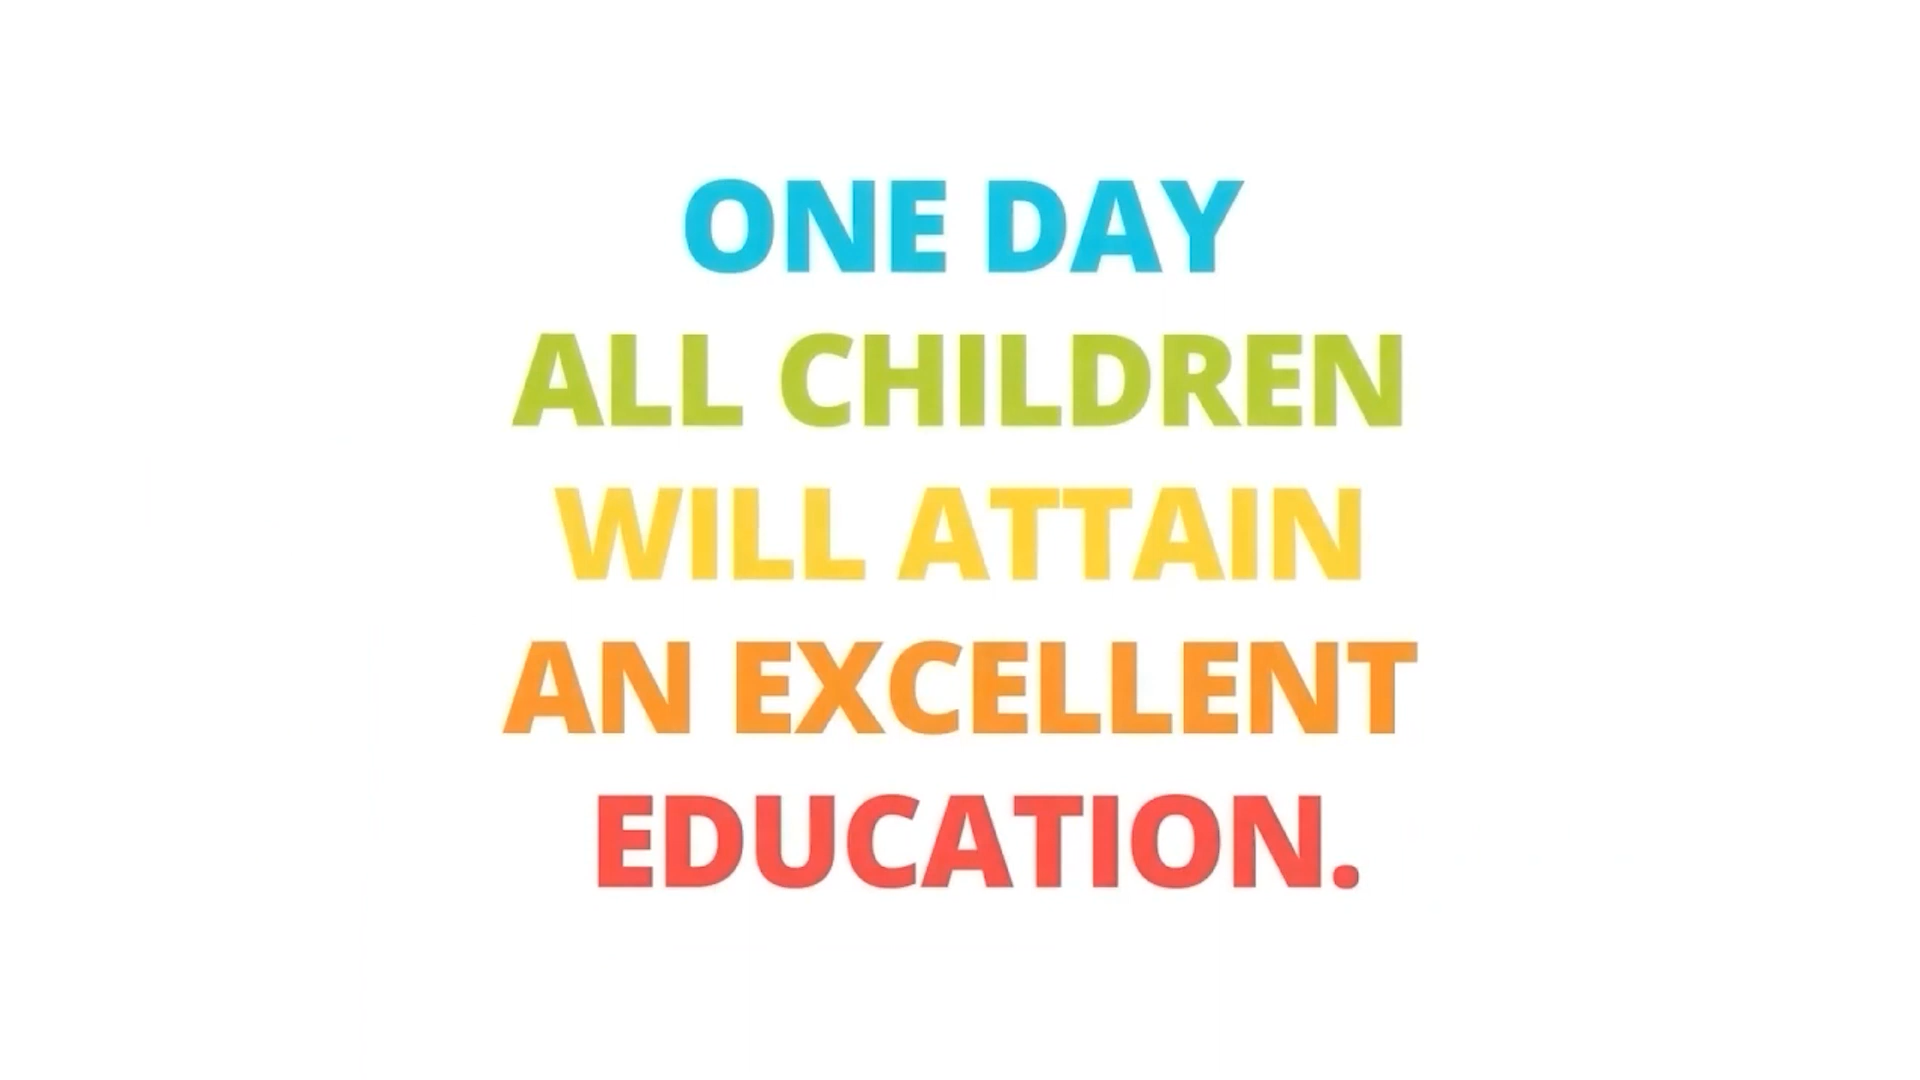 ONE DAY
ALL CHILDREN
WILL ATTAIN
AN EXCELLENT
EDUCATION.